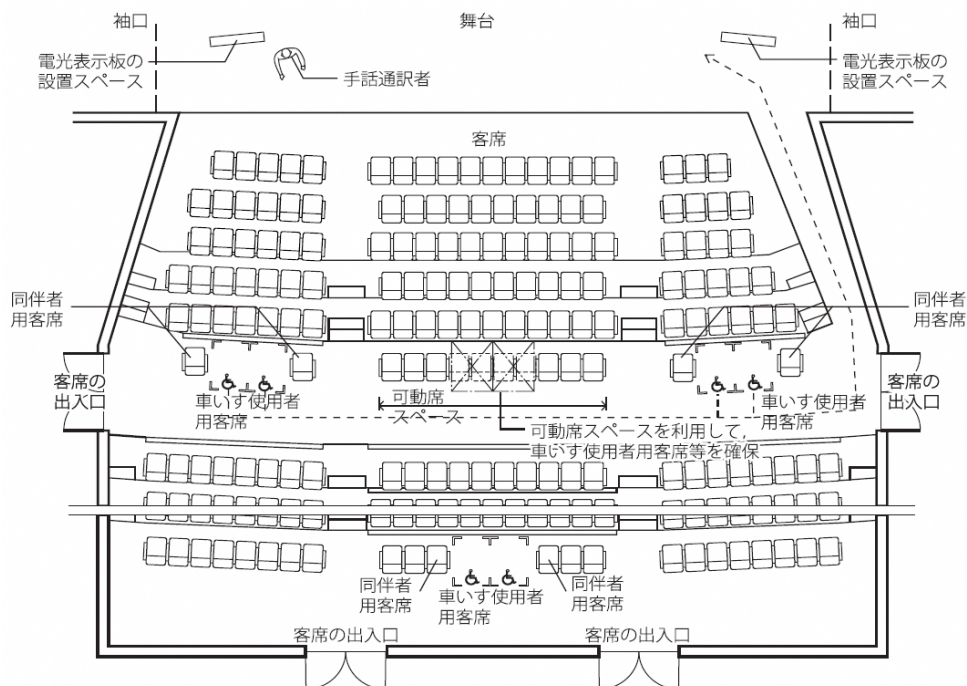 袖口
舞台
袖口
電光表示板の
設置スペース
手話通訳者
電光表示板の
設置スペース
客席
同伴者
用客席
同伴者
用客席
客席の
出入口
客席の
出入口
車いす使用者
用客席
可動席
スペース
車いす使用者
用客席
可動席スペースを利用して,
車いす使用者用客席等を確保
同伴者
用客席
車いす使用者
用客席
同伴者
用客席
客席の出入口
客席の出入口